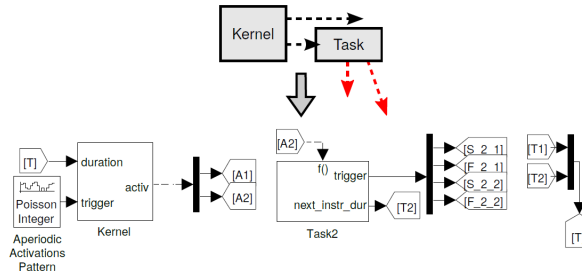 Kernel
Task
[T]
duration
activ
trigger
Poisson
Integer
Aperiodic
Activations
Pattern
Kernel
[A1]
[A2]
[A2]
f()
trigger
next_instr_dur
Task2
[T2]
[S_2_1]
[F_2_1]
[S_2_2]
[F_2_2]
[T1]
[T2]